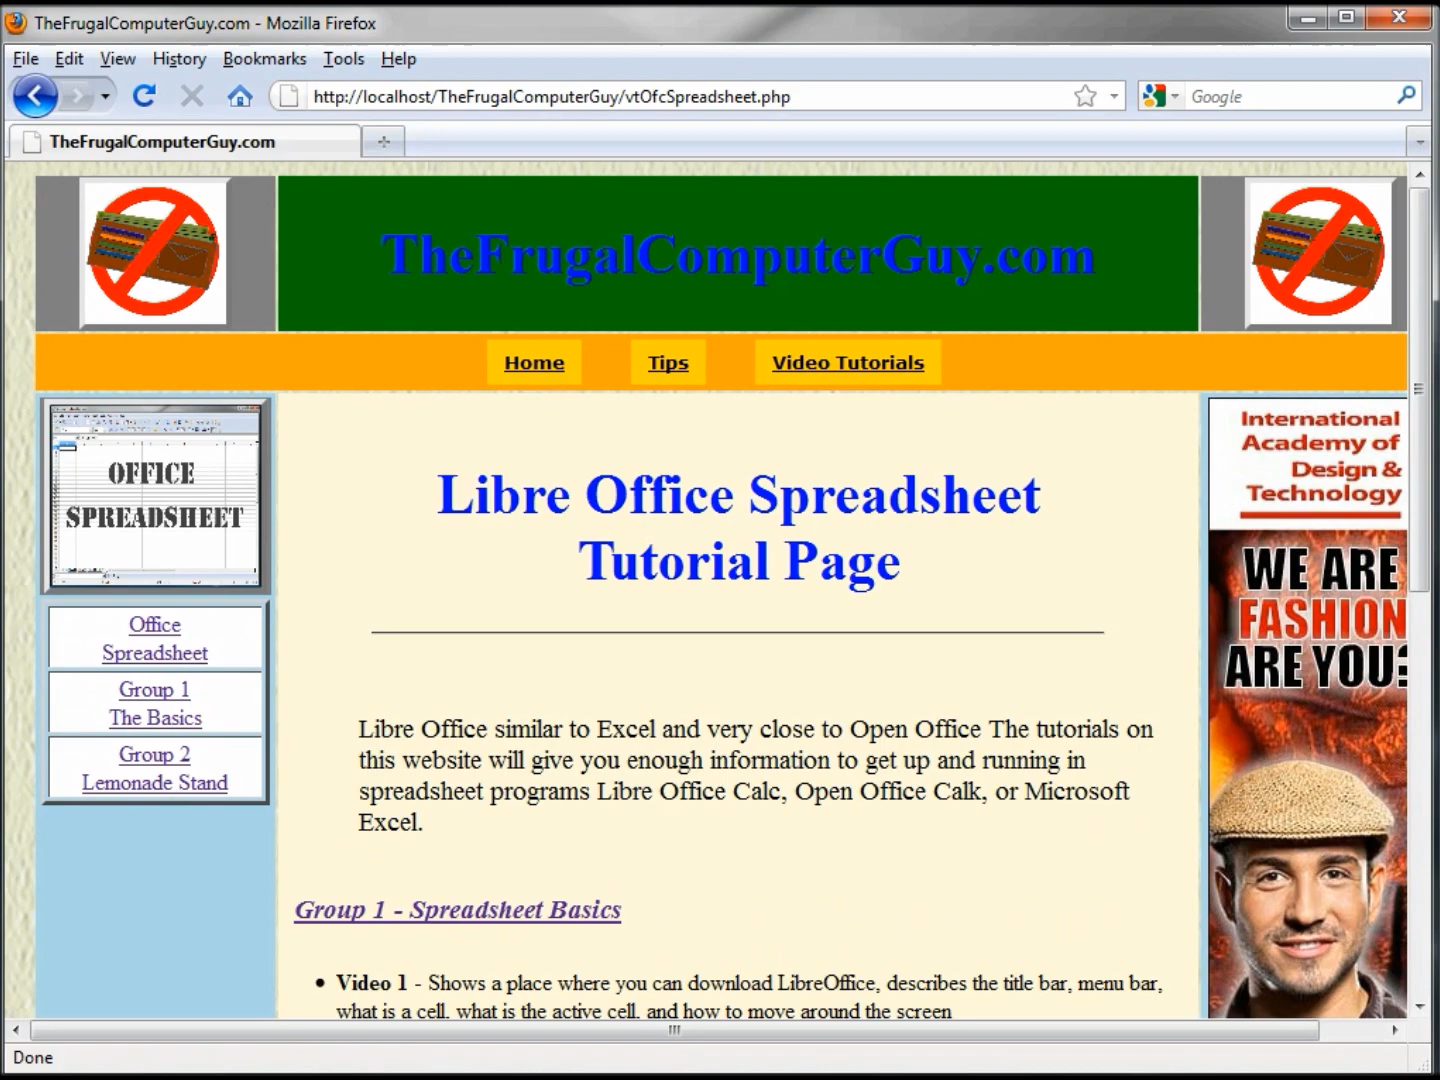 TheFrugalComputerGuy.com - Mozilla Firefox
File Edit View History Bookmarks Tools Help
http://localhost/TheFrugalComputerGuy/vtOfcSpreadsheet.php
Google
TheFrugalComputerGuy.com
TheFrugalComputerGuy.com
Home Tips Video Tutorials
OFFICE
SPREADSHEET
Office
Spreadsheet
Group 1
The Basics
Group 2
Lemonade Stand
Libre Office Spreadsheet
Tutorial Page
Libre Office similar to Excel and very close to Open Office The tutorials on
this website will give you enough information to get up and running in
spreadsheet programs Libre Office Calc, Open Office Calk, or Microsoft
Excel.
Group 1 - Spreadsheet Basics
• Video 1 - Shows a place where you can download LibreOffice, describes the title bar, menu bar,
what is a cell, what is the active cell, and how to move around the screen
International
Academy of
Design &
Technology
WE ARE
FASHION
ARE YOU?
Done